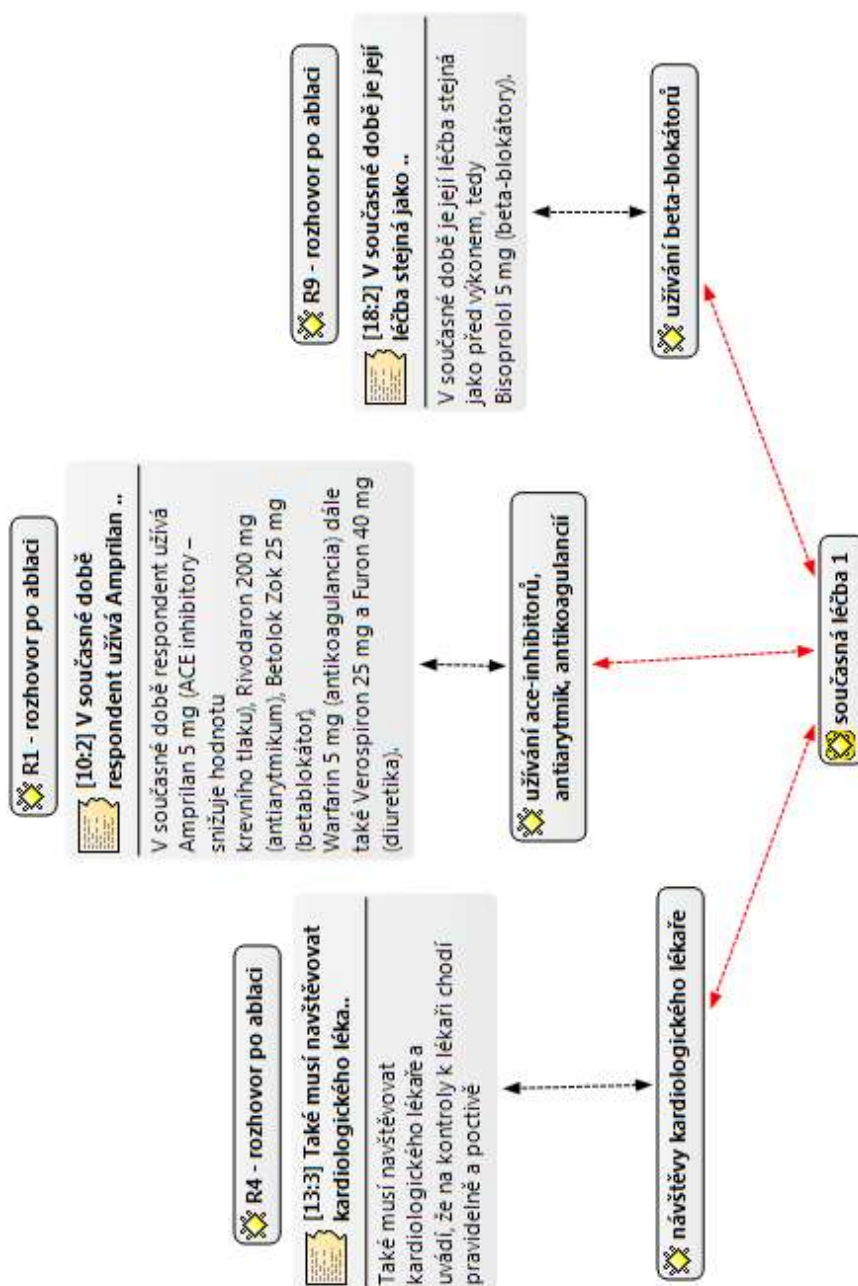 R4 - rozhovor po ablaci
[13:3] Také musí navštěvovat
kardiologického léka..
Také musí navštěvovat
kardiologického lékaře a
uvádí, že na kontroly k lékaři chodí
pravidelně a poctivě
návštěvy kardiologického lékaře
R1 - rozhovor po ablaci
[10:2] V současné době
respondent užívá Amprilan ..
V současné době respondent užívá
Amprilan 5 mg (ACE inhibitory –
snižuje hodnotu
krevního tlaku), Rivodaron 200 mg
(antiarytmikum), Betolok Zok 25 mg
(betablokátor),
Warfarin 5 mg (antikoagulancia) dále
také Verospiron 25 mg a Furon 40 mg
(diuretika).
užívání ace-inhibitorů,
antiarytmik, antikoagulancií
R9 - rozhovor po ablaci
[18:2] V současné době je její
léčba stejná jako ..
V současné době je její léčba stejná
jako před výkonem, tedy
Bisoprolol 5 mg (beta-blokátory).
užívání beta-blokátorů
současná léčba 1